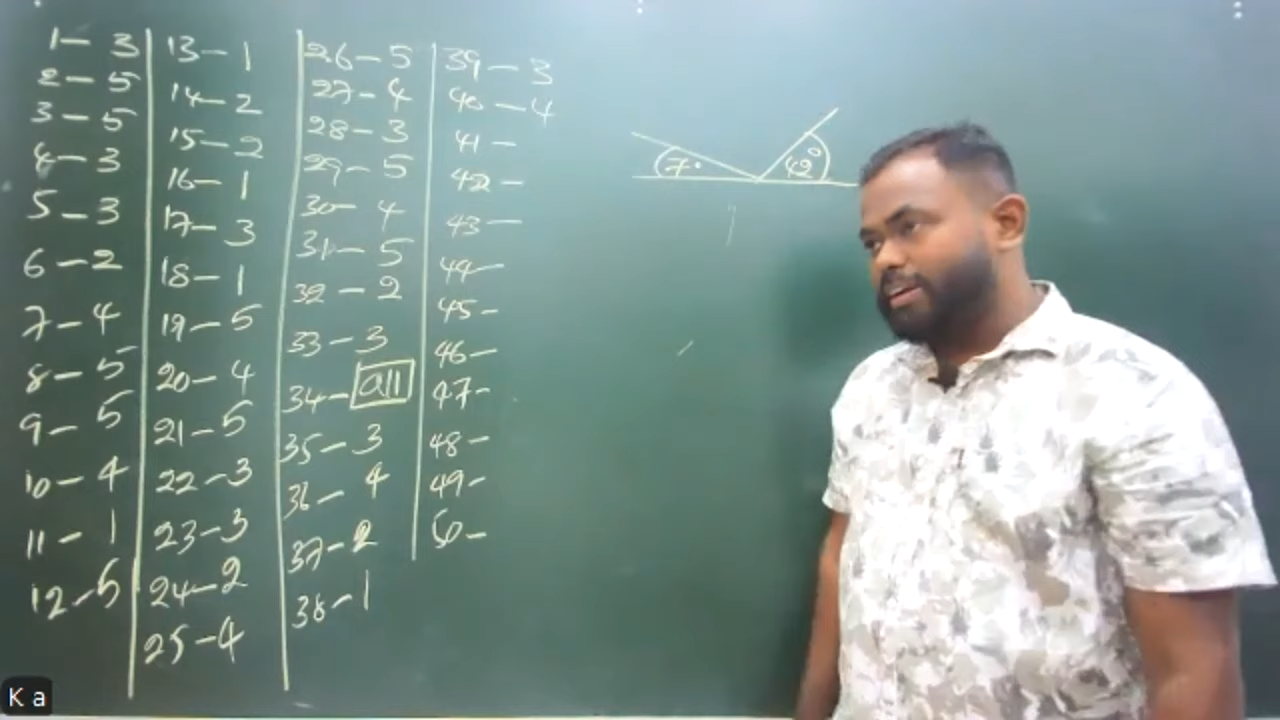 1 – 3
2 – 5
3 – 5
4 – 3
5 – 3
6 – 2
7 – 4
8 – 5
9 – 5
10 – 4
11 – 1
12 – 5
13 – 1
14 – 2
15 – 2
16 – 1
17 – 3
18 – 1
19 – 5
20 – 4
21 – 5
22 – 3
23 – 3
24 – 2
25 – 4
26 – 5
27 – 4
28 – 3
29 – 5
30 – 4
31 – 5
32 – 2
33 – 3
34 – all
35 – 3
36 – 4
37 – 2
38 – 1
39 – 3
40 – 4
41 –
42 –
43 –
44 –
45 –
46 –
47 –
48 –
49 –
50 –
7°
42°
K a